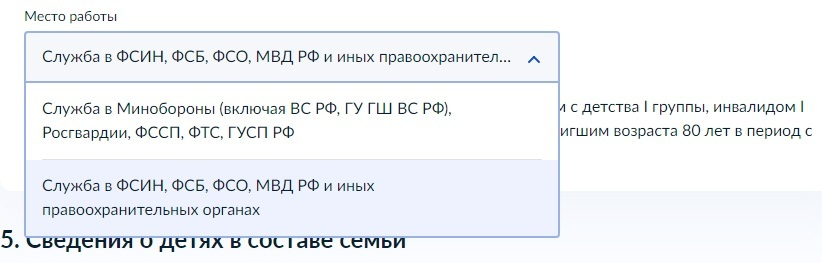 Место работы
Служба в ФСИН, ФСБ, ФСО, МВД РФ и иных правоохранител...
Служба в Минобороны (включая ВС РФ, ГУ ГШ ВС РФ),
Росгвардии, ФССП, ФТС, ГУСП РФ
м с детства I группы, инвалидом I
игшим возраста 80 лет в период с
Служба в ФСИН, ФСБ, ФСО, МВД РФ и иных
правоохранительных органах
5. Сведения о детях в составе семьи